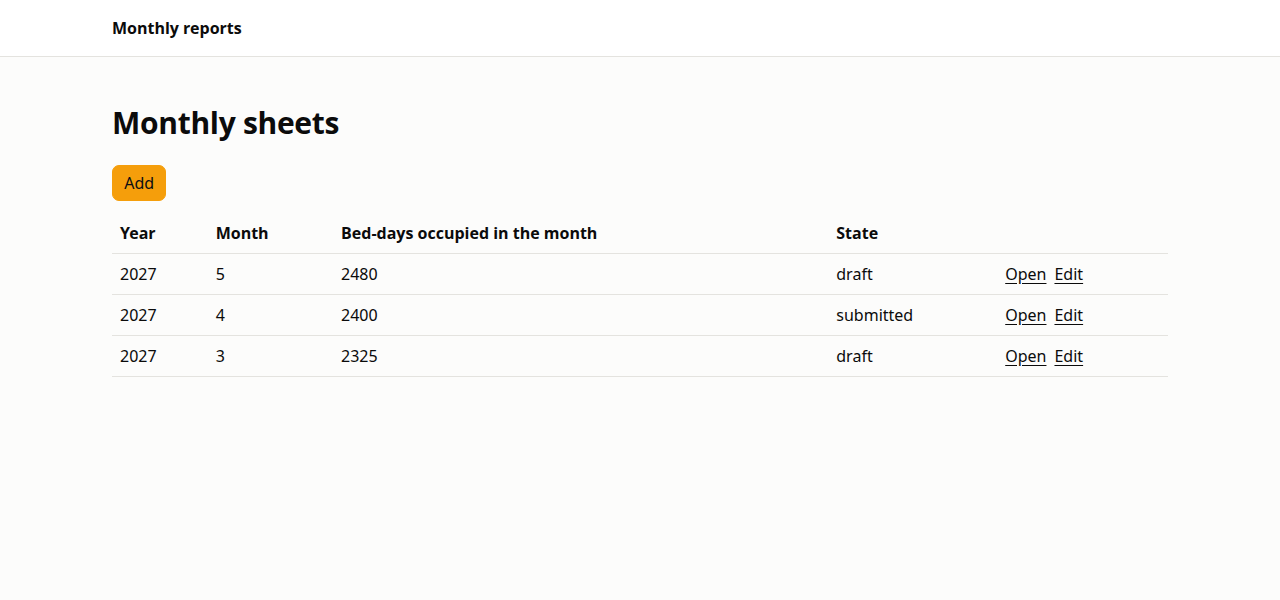 Monthly reports
Monthly sheets
Add
Year Month Bed-days occupied in the month State
2027 5 2480 draft Open Edit
2027 4 2400 submitted Open Edit
2027 3 2325 draft Open Edit